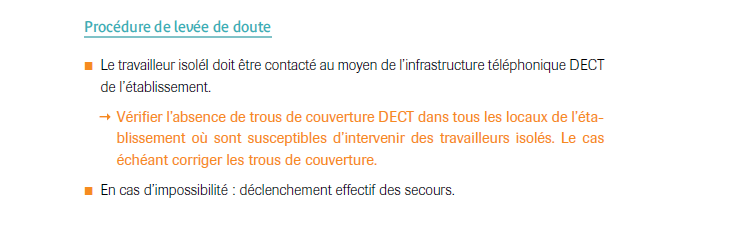 Procédure de levée de doute
■ Le travailleur isolél doit être contacté au moyen de l'infrastructure téléphonique DECT
de l'établissement.
→ Vérifier l'absence de trous de couverture DECT dans tous les locaux de l'éta-
blissement où sont susceptibles d'intervenir des travailleurs isolés. Le cas
échéant corriger les trous de couverture.
■ En cas d'impossibilité : déclenchement effectif des secours.